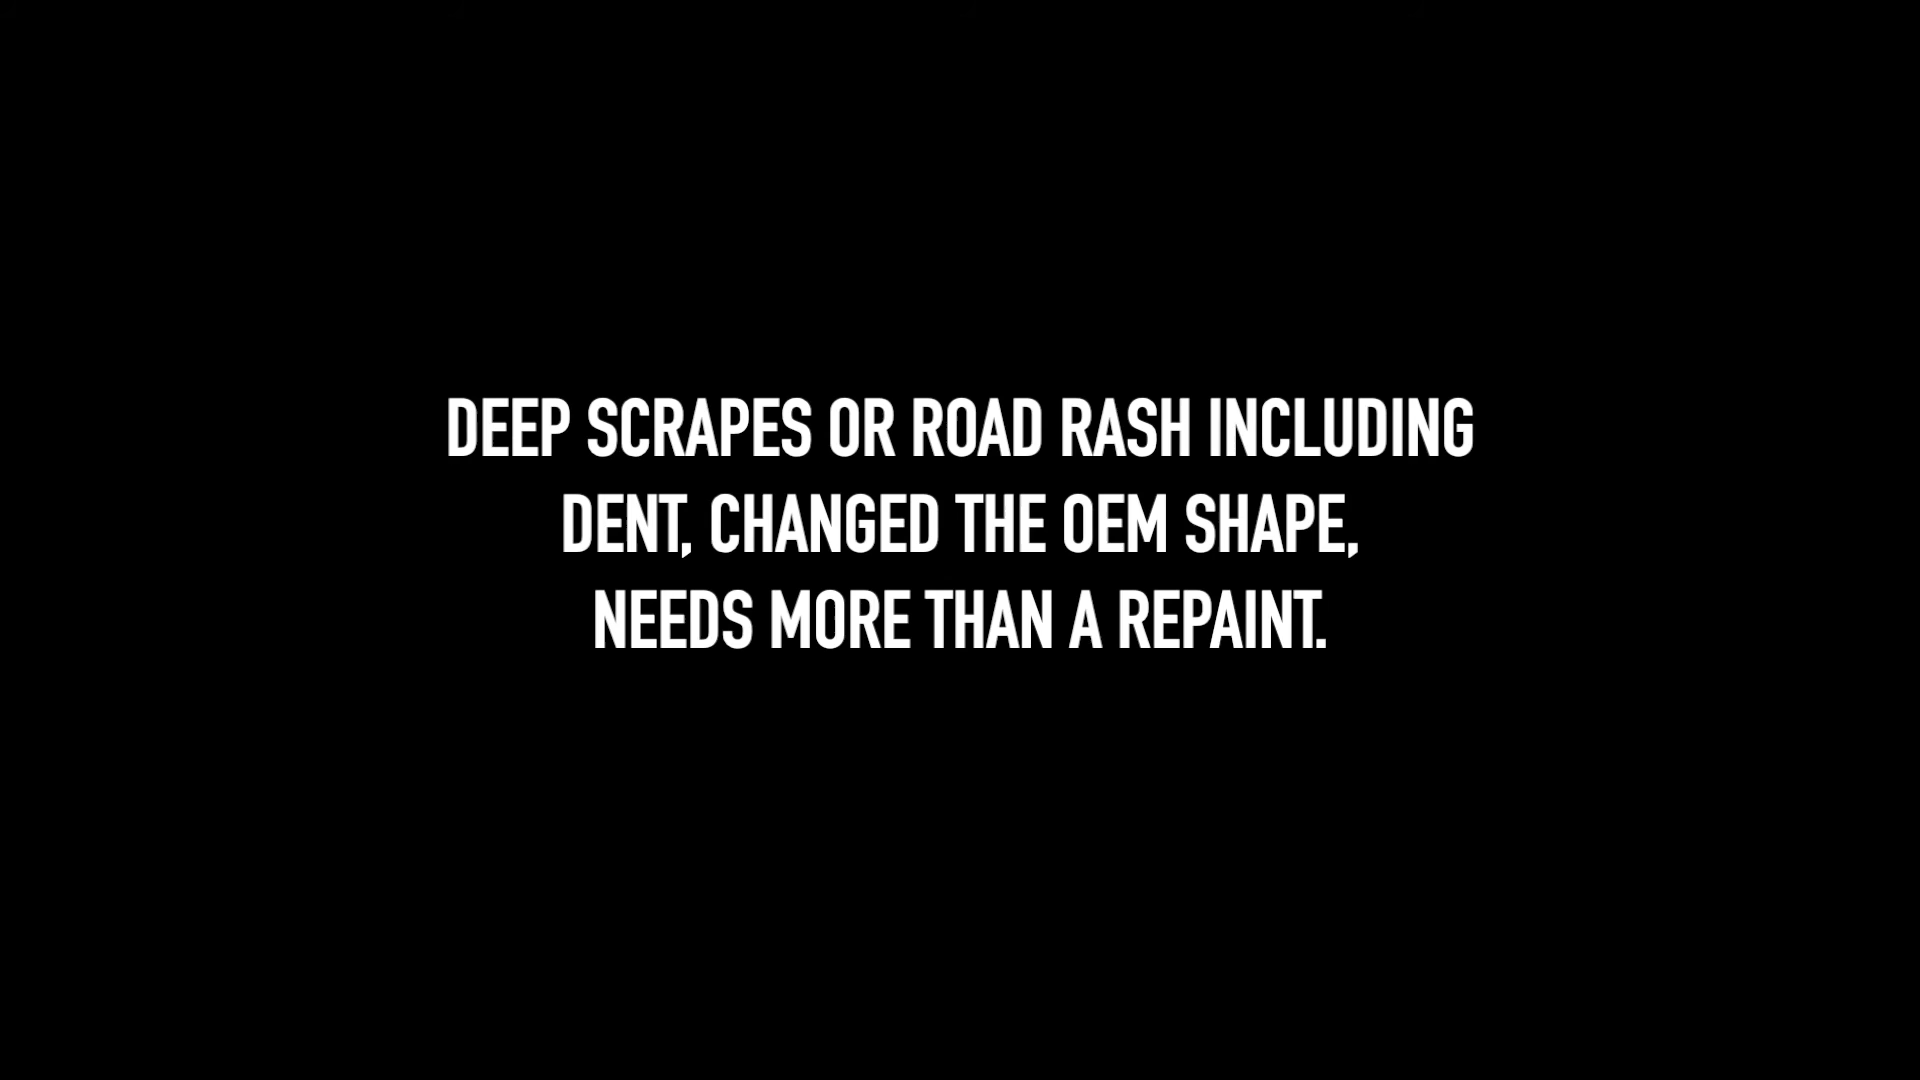 DEEP SCRAPES OR ROAD RASH INCLUDING
DENT, CHANGED THE OEM SHAPE,
NEEDS MORE THAN A REPAINT.